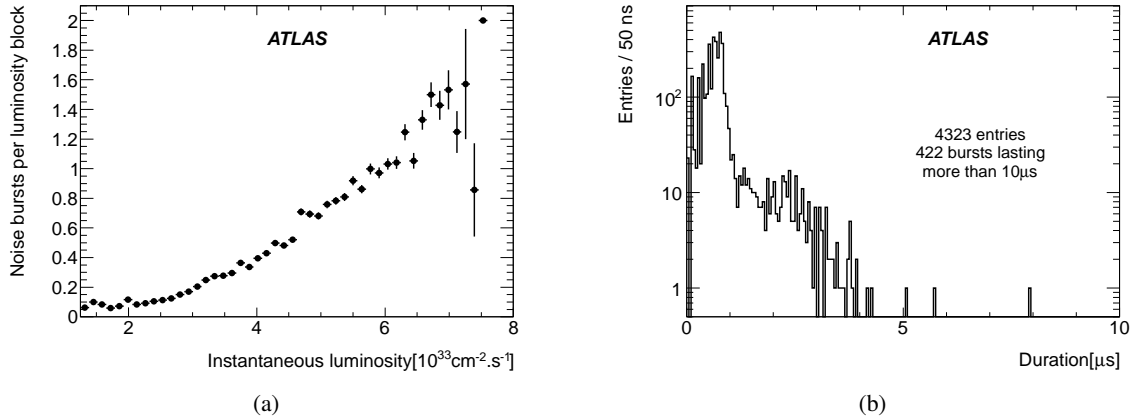 Noise bursts per luminosity block
2
1.8
1.6
1.4
1.2
1
0.8
0.6
0.4
0.2
0
ATLAS
2 4 6 8
Instantaneous luminosity[10³³cm⁻².s⁻¹]
(a)
Entries / 50 ns
10²
10
1
ATLAS
4323 entries
422 bursts lasting
more than 10μs
0 5 10
Duration[μs]
(b)